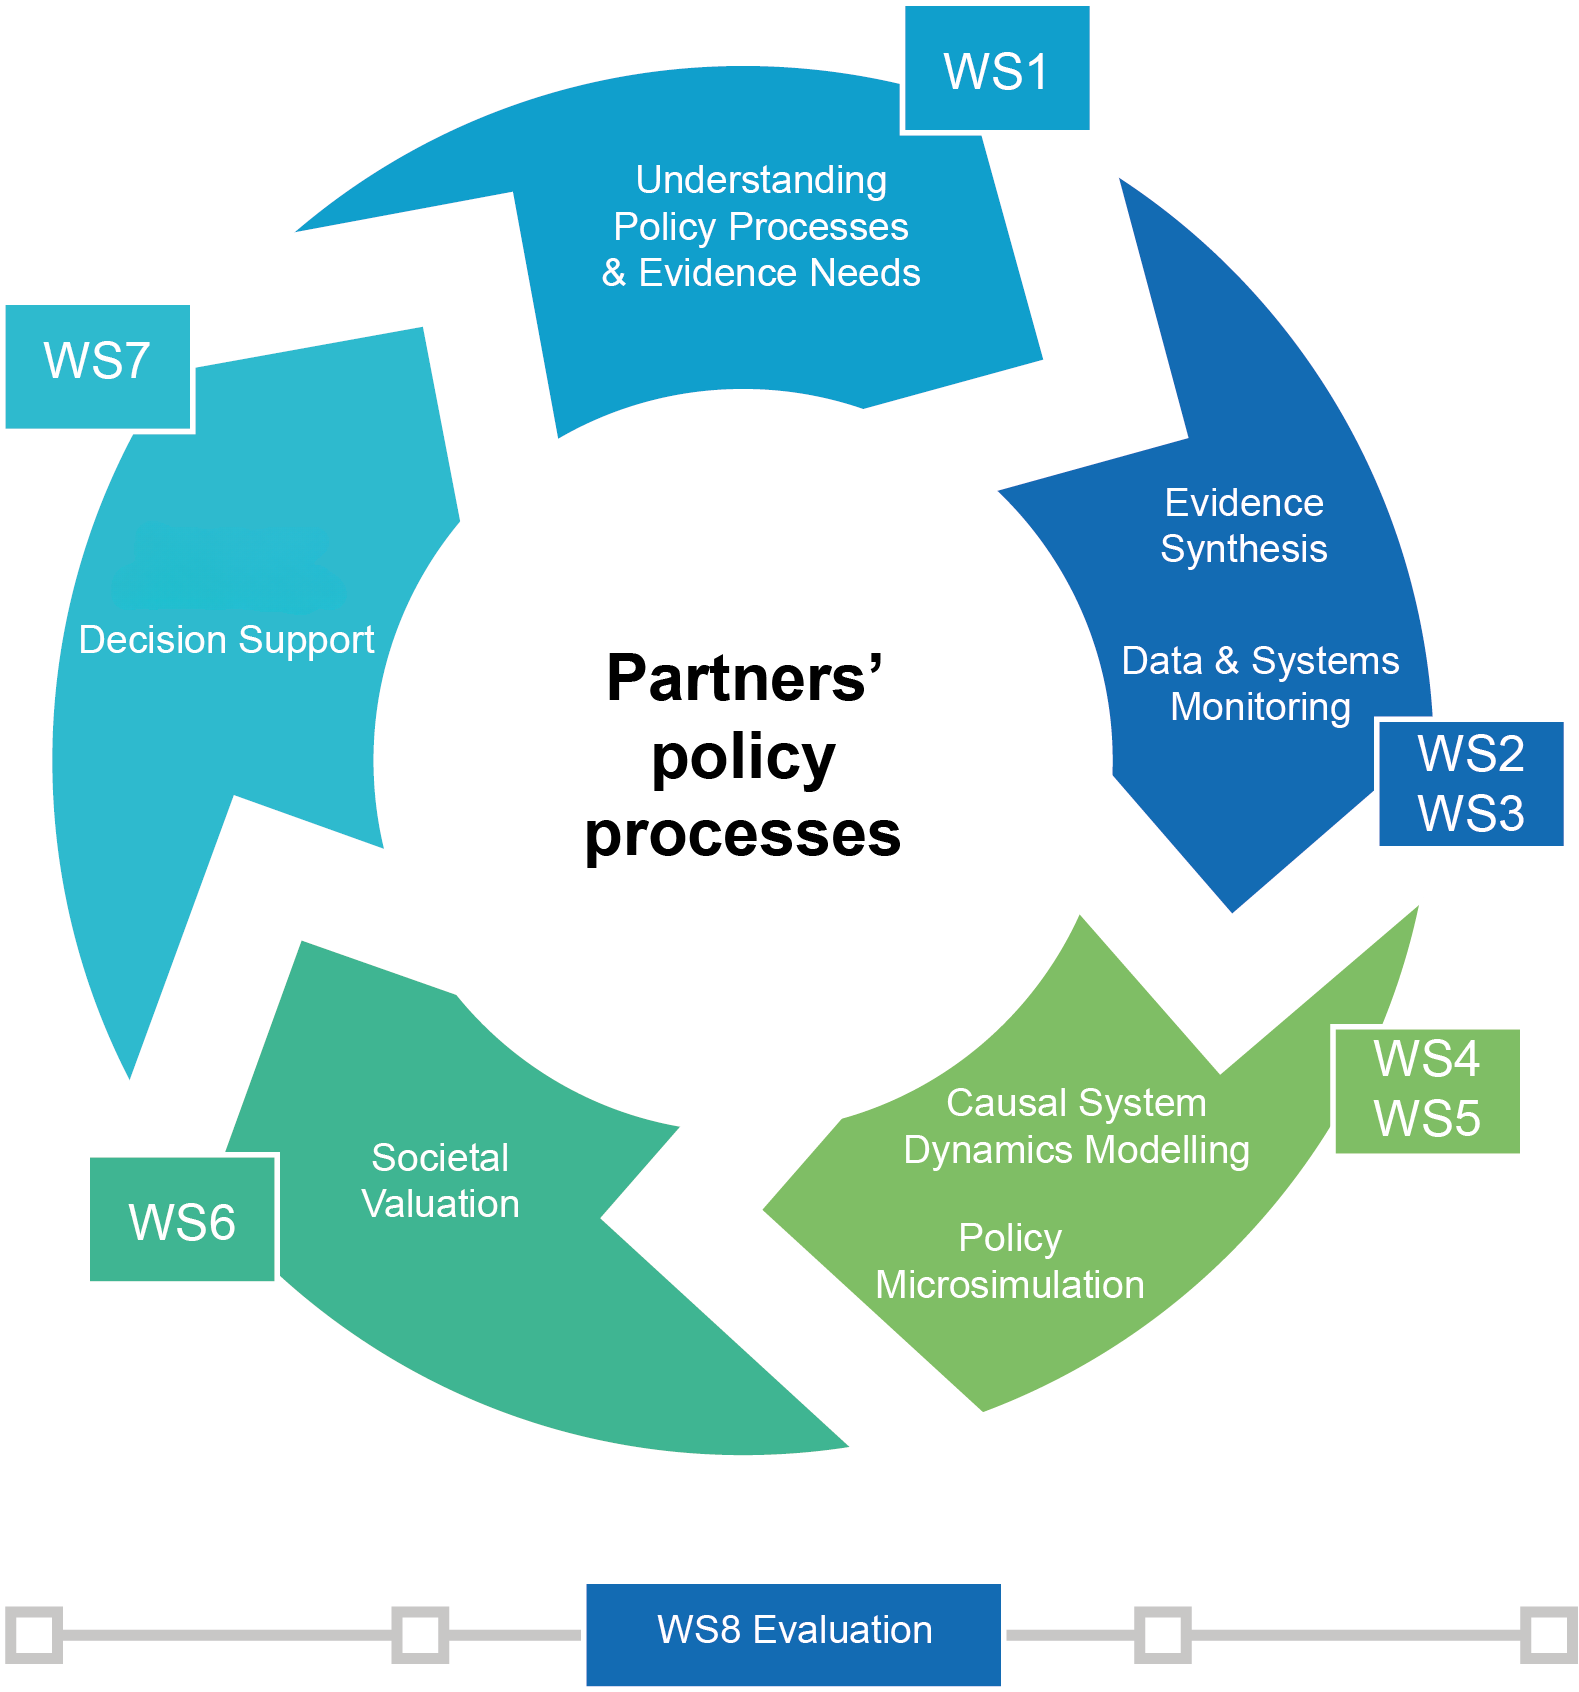 WS1
Understanding
Policy Processes
& Evidence Needs
Evidence
Synthesis
Data & Systems
Monitoring
WS2
WS3
Causal System
Dynamics Modelling
Policy
Microsimulation
WS4
WS5
Societal
Valuation
WS6
Decision Support
WS7
Partners’
policy
processes
WS8 Evaluation